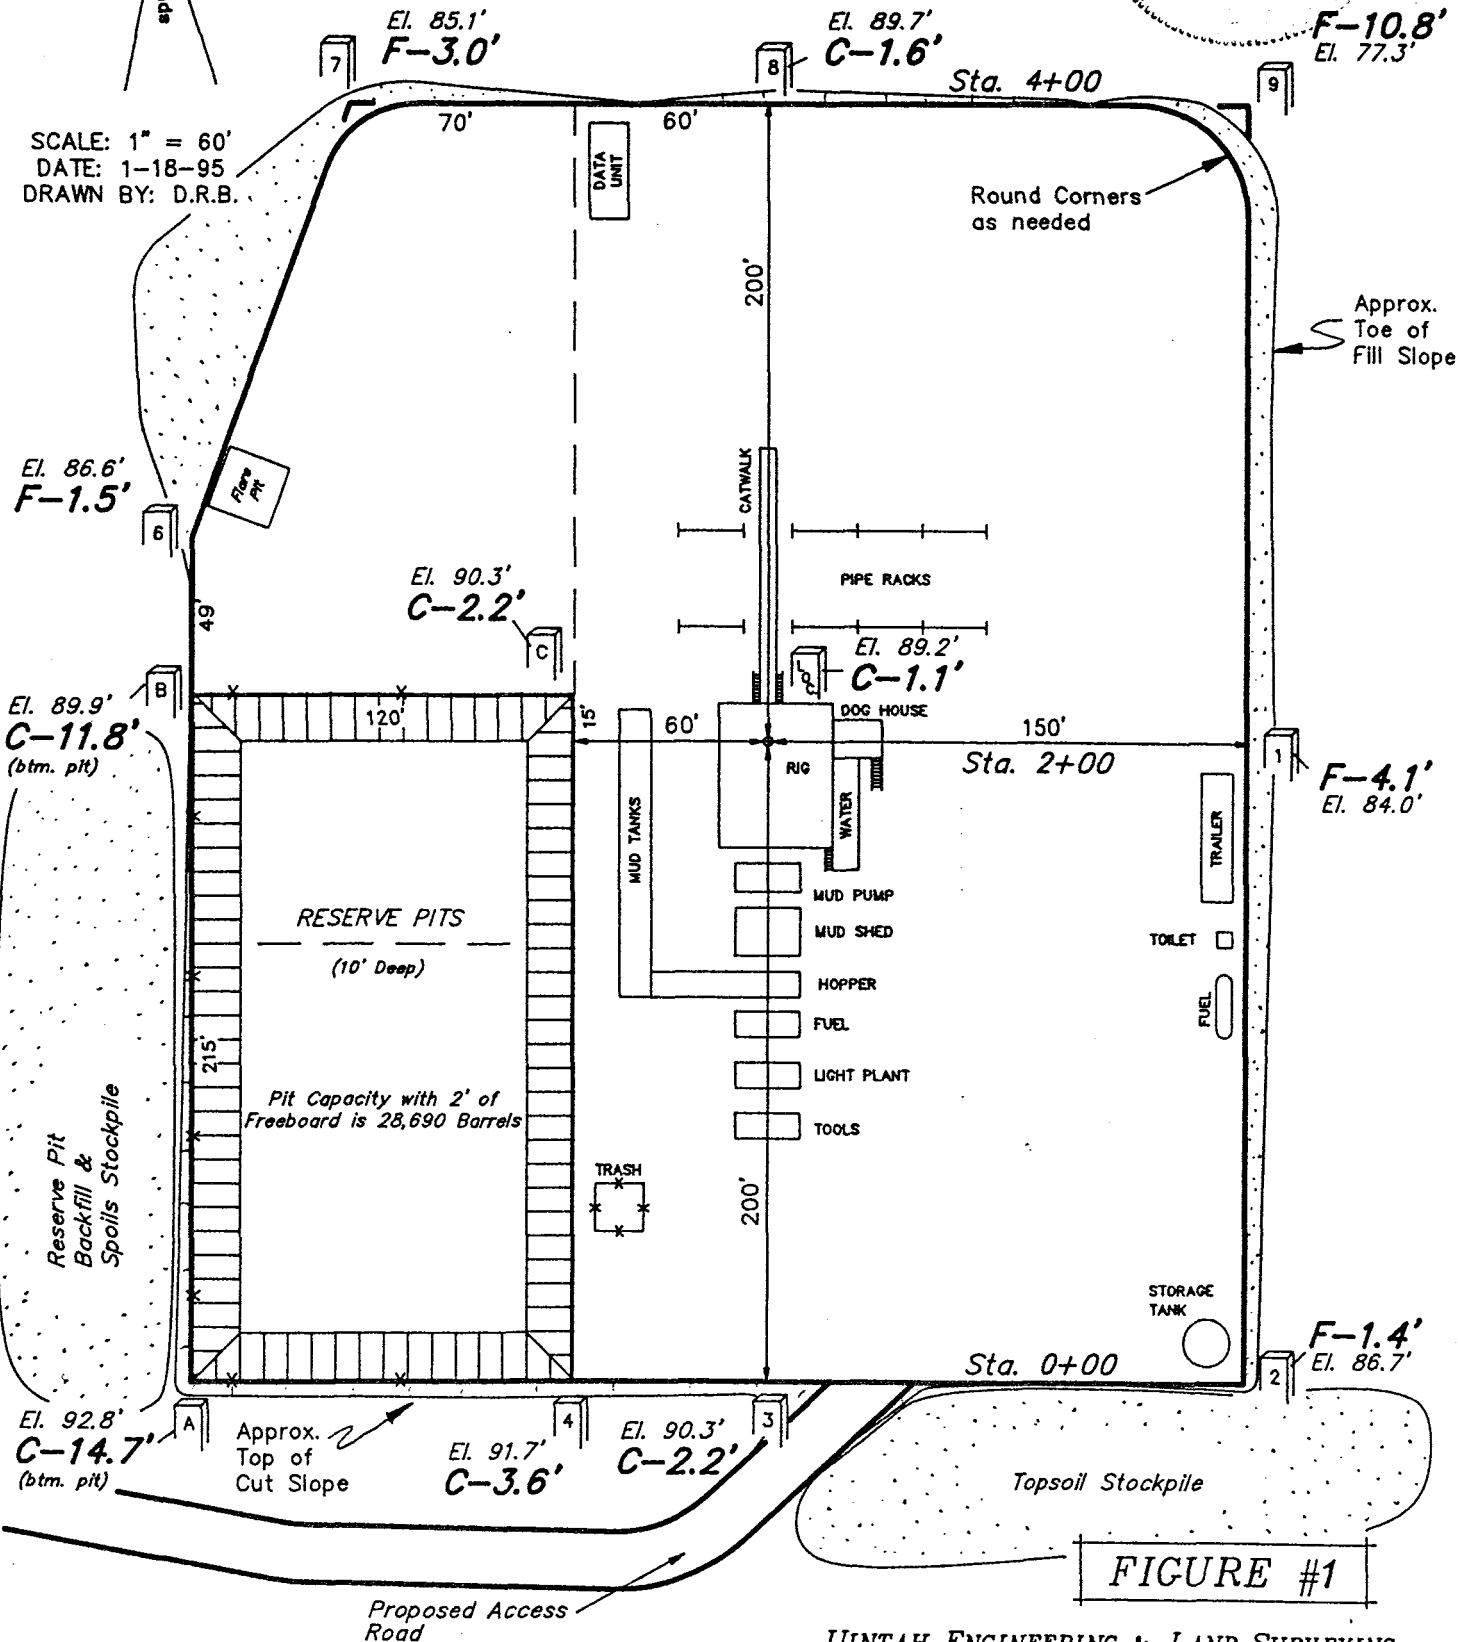 El. 85.1'
F-3.0'
7
El. 89.7'
C-1.6'
8
F-10.8'
El. 77.3'
9
Sta. 4+00
SCALE: 1" = 60'
DATE: 1-18-95
DRAWN BY: D.R.B.
70'
60'
DATA
UNIT
Round Corners
as needed
200'
Approx.
Toe of
Fill Slope
El. 86.6'
F-1.5'
6
Flare
Pit
CATWALK
PIPE RACKS
49'
El. 90.3'
C-2.2'
C
LOC
El. 89.2'
C-1.1'
B
El. 89.9'
C-11.8'
(btm. pit)
120'
15'
60'
DOG HOUSE
150'
Sta. 2+00
RIG
1
F-4.1'
El. 84.0'
MUD TANKS
WATER
TRAILER
MUD PUMP
MUD SHED
TOILET
HOPPER
FUEL
FUEL
LIGHT PLANT
TOOLS
RESERVE PITS
(10' Deep)
215'
Pit Capacity with 2' of
Freeboard is 28,690 Barrels
Reserve Pit
Backfill &
Spoils Stockpile
TRASH
200'
STORAGE
TANK
Sta. 0+00
F-1.4'
El. 86.7'
2
El. 92.8'
C-14.7'
(btm. pit)
A
Approx.
Top of
Cut Slope
4
El. 91.7'
C-3.6'
3
El. 90.3'
C-2.2'
Topsoil Stockpile
FIGURE #1
Proposed Access
Road
UINTAH ENGINEERING & LAND SURVEYING